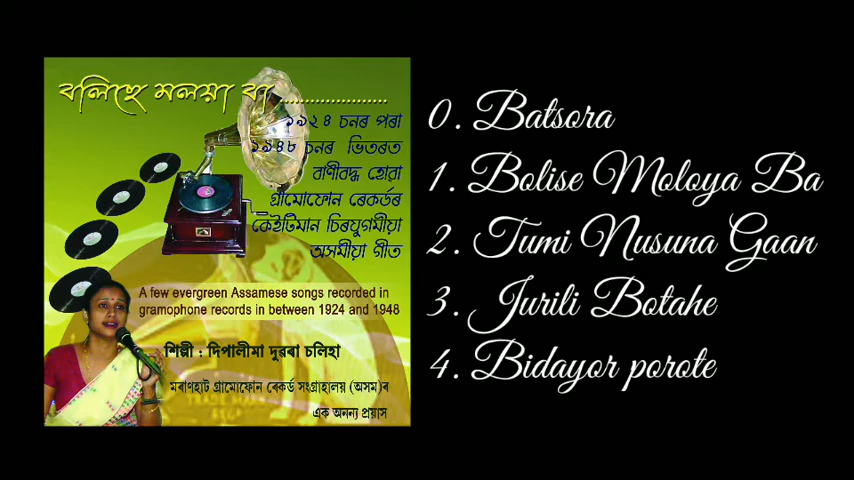 বলিছে মলয়া বা ......................
১৯২৪ চনৰ পৰা
১৯৪৮ চনৰ ভিতৰত
বাণীবদ্ধ হোৱা
গ্ৰামোফোন ৰেকৰ্ডৰ
কেইটিমান চিৰযুগমীয়া
অসমীয়া গীত
A few evergreen Assamese songs recorded in
gramophone records in between 1924 and 1948
শিল্পী : দিপালীমা দুৱৰা চলিহা
মৰাণহাট গ্ৰামোফোন ৰেকৰ্ড সংগ্ৰাহালয় (অসম)ৰ
এক অনন্য প্ৰয়াস
0. Batsora
1. Bolise Moloya Ba
2. Tumi Nusuna Gaan
3. Jurili Botahe
4. Bidayor porote